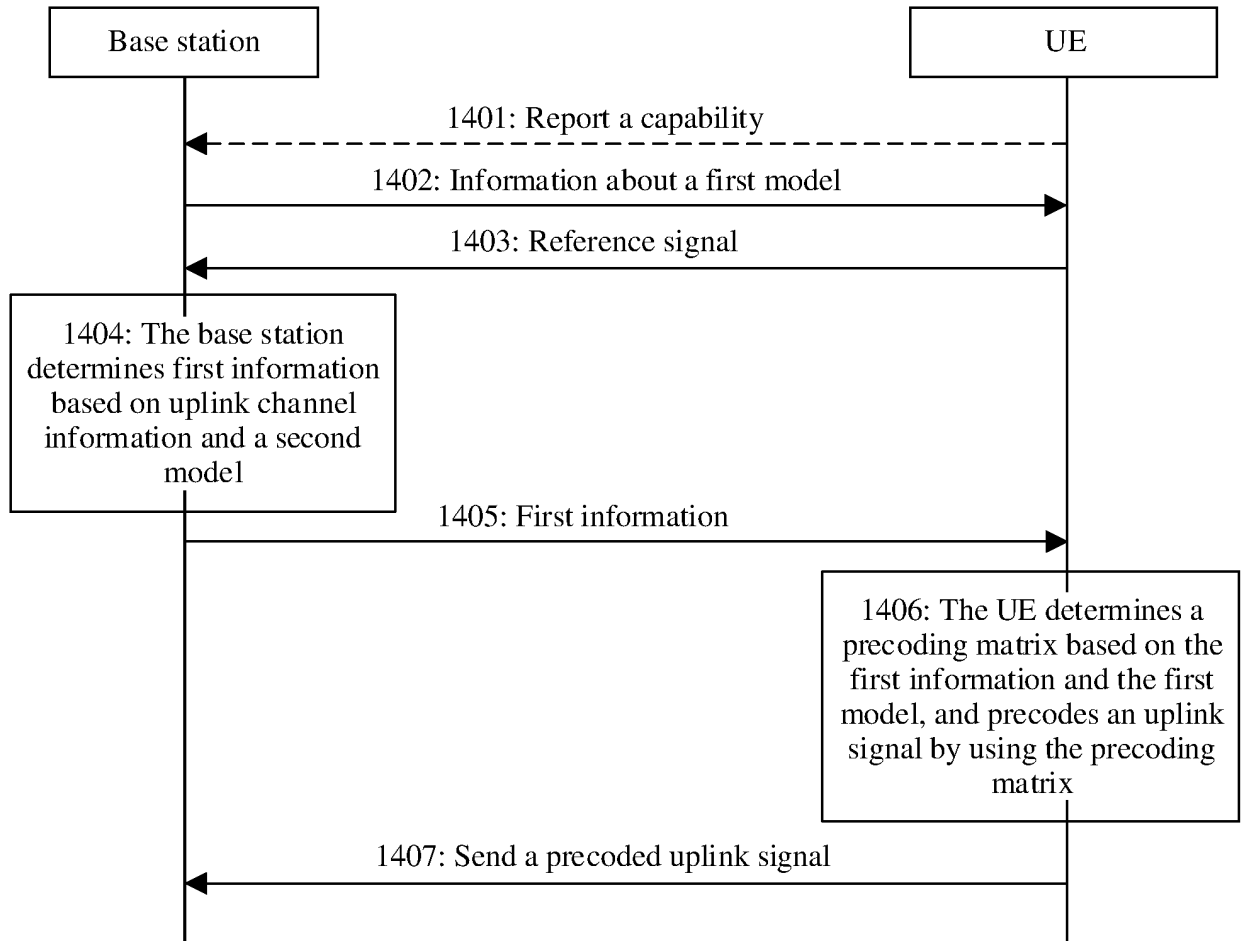 Base station
UE
1401: Report a capability
1402: Information about a first model
1403: Reference signal
1404: The base station
determines first information
based on uplink channel
information and a second
model
1405: First information
1406: The UE determines a
precoding matrix based on the
first information and the first
model, and precodes an uplink
signal by using the precoding
matrix
1407: Send a precoded uplink signal